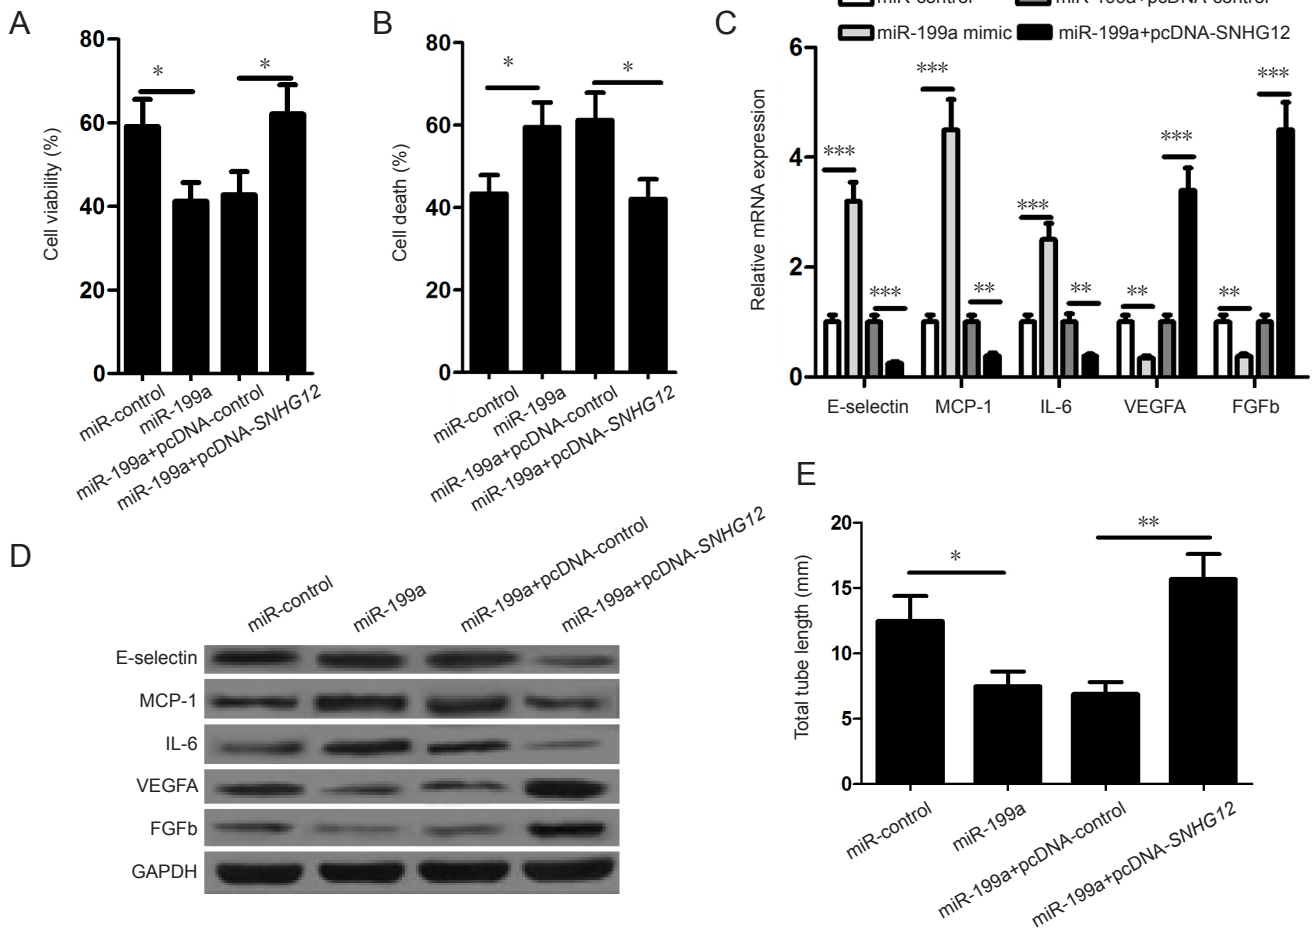 A
Cell viability (%)
80
60
40
20
0
*
*
miR-control
miR-199a
miR-199a+pcDNA-control
miR-199a+pcDNA-SNHG12
B
Cell death (%)
80
60
40
20
0
*
*
miR-control
miR-199a
miR-199a+pcDNA-control
miR-199a+pcDNA-SNHG12
C
miR-control
miR-199a+pcDNA-control
miR-199a mimic
miR-199a+pcDNA-SNHG12
Relative mRNA expression
6
4
2
0
*** *** *** *** *** ** *** ** ** ***
E-selectin MCP-1 IL-6 VEGFA FGFb
D
miR-control
miR-199a
miR-199a+pcDNA-control
miR-199a+pcDNA-SNHG12
E-selectin
MCP-1
IL-6
VEGFA
FGFb
GAPDH
E
Total tube length (mm)
20
15
10
5
0
*
**
miR-control
miR-199a
miR-199a+pcDNA-control
miR-199a+pcDNA-SNHG12